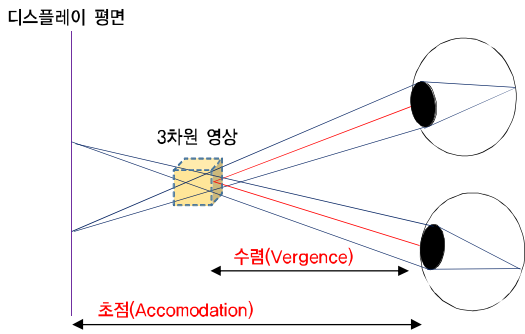 디스플레이 평면
3차원 영상
수렴(Vergence)
초점(Accomodation)